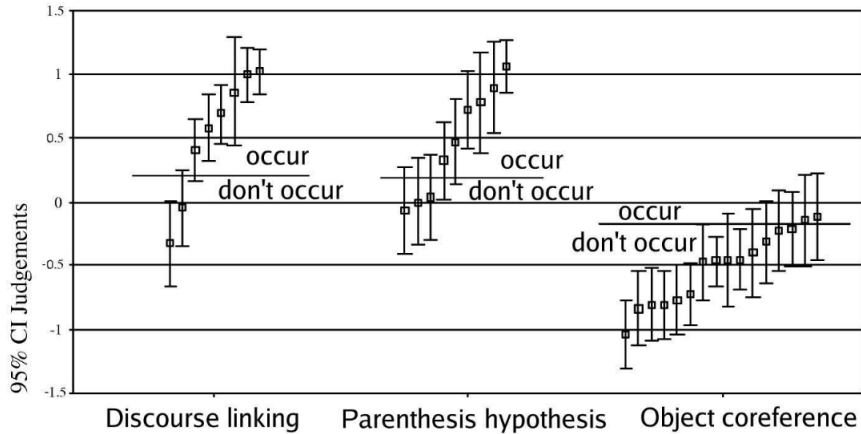 1.5
1
0.5
0
-0.5
-1
-1.5
95% CI Judgements
occur
don't occur
occur
don't occur
occur
don't occur
Discourse linking
Parenthesis hypothesis
Object coreference